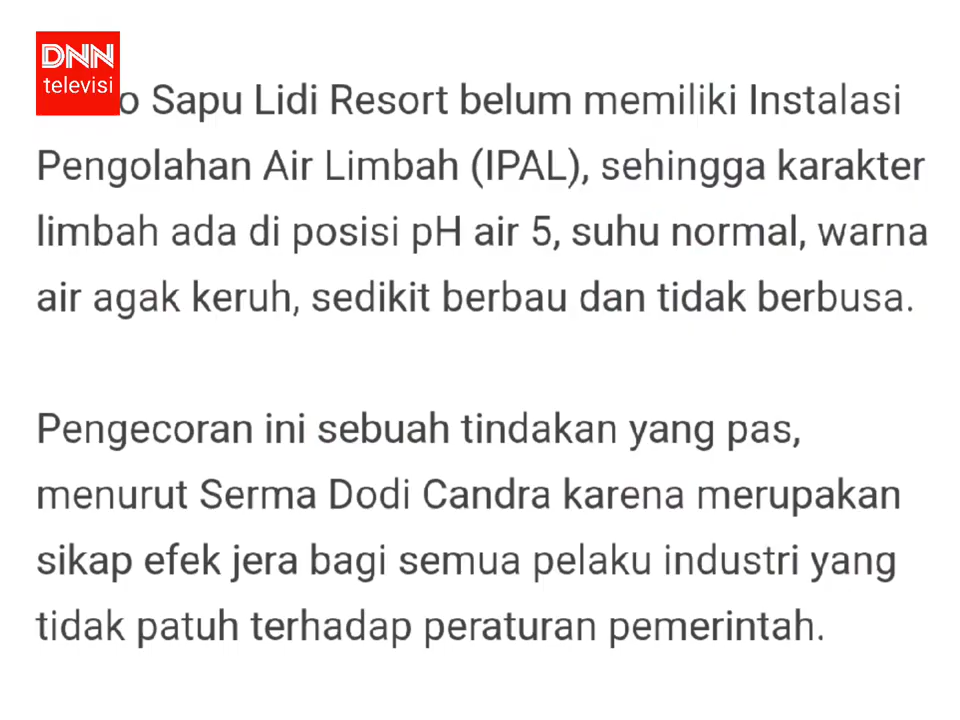 DNN
televisi
o Sapu Lidi Resort belum memiliki Instalasi
Pengolahan Air Limbah (IPAL), sehingga karakter
limbah ada di posisi pH air 5, suhu normal, warna
air agak keruh, sedikit berbau dan tidak berbusa.
Pengecoran ini sebuah tindakan yang pas,
menurut Serma Dodi Candra karena merupakan
sikap efek jera bagi semua pelaku industri yang
tidak patuh terhadap peraturan pemerintah.